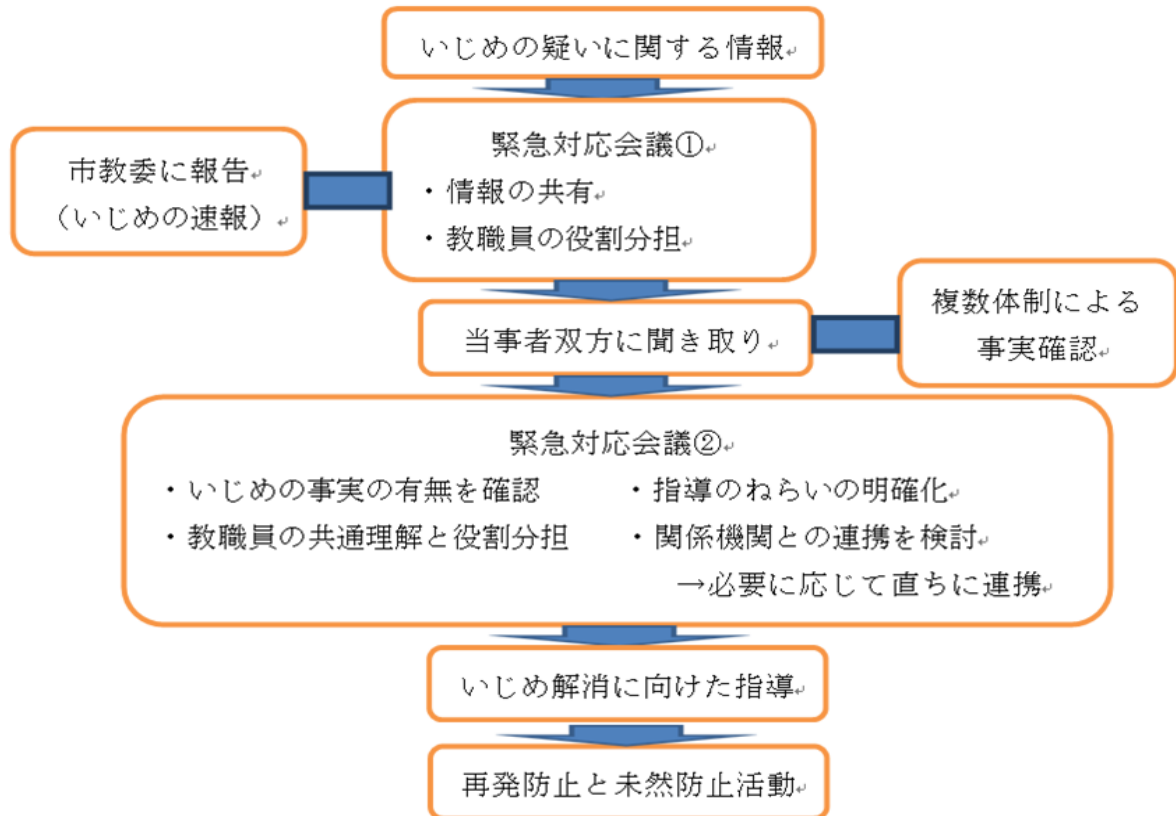 いじめの疑いに関する情報
緊急対応会議①
・情報の共有
・教職員の役割分担
市教委に報告
（いじめの速報）
当事者双方に聞き取り
複数体制による
事実確認
緊急対応会議②
・いじめの事実の有無を確認
・教職員の共通理解と役割分担
・指導のねらいの明確化
・関係機関との連携を検討
→必要に応じて直ちに連携
いじめ解消に向けた指導
再発防止と未然防止活動